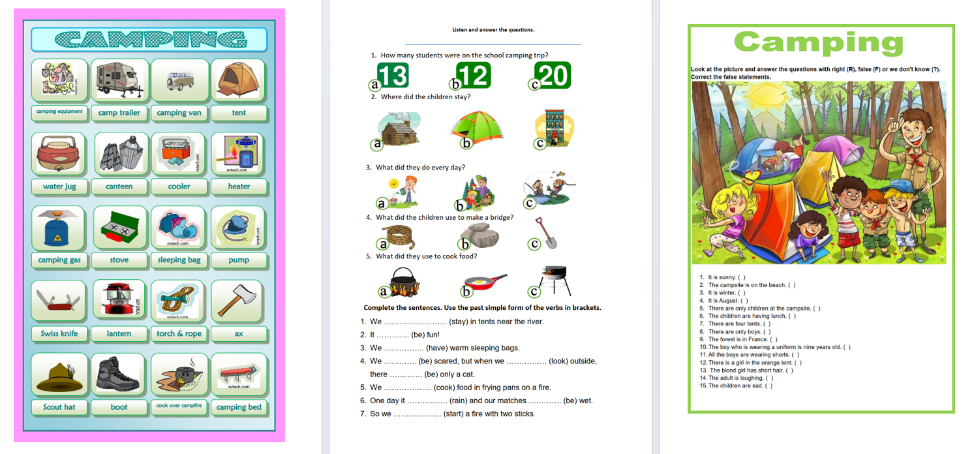 CAMPING
camping equipment
camp trailer
camping van
tent
water jug
canteen
cooler
heater
camping gas
stove
sleeping bag
pump
Swiss knife
lantern
torch & rope
ax
Scout hat
boot
cook over campfire
camping bed
Listen and answer the questions.
1. How many students were on the school camping trip?
a 13 b 12 c 20
2. Where did the children stay?
a b c
3. What did they do every day?
a b c
4. What did the children use to make a bridge?
a b c
5. What did they use to cook food?
a b c
Complete the sentences. Use the past simple form of the verbs in brackets.
1. We ........................... (stay) in tents near the river.
2. It .............. (be) fun!
3. We ................. (have) warm sleeping bags.
4. We .............. (be) scared, but when we ................. (look) outside,
there .............. (be) only a cat.
5. We .................... (cook) food in frying pans on a fire.
6. One day it ............. (rain) and our matches .............. (be) wet.
7. So we .................... (start) a fire with two sticks
Camping
Look at the picture and answer the questions with right (R), false (F) or we don't know (?).
Correct the false statements.
1. It is sunny. ( )
2. The campsite is on the beach. ( )
3. It is winter. ( )
4. It is August. ( )
5. There are only children at the campsite. ( )
6. The children are having lunch. ( )
7. There are four tents. ( )
8. There are only boys. ( )
9. The forest is in France. ( )
10. The boy who is wearing a uniform is nine years old. ( )
11. All the boys are wearing shorts. ( )
12. There is a girl in the orange tent. ( )
13. The blond girl has short hair. ( )
14. The adult is laughing. ( )
15. The children are sad. ( )